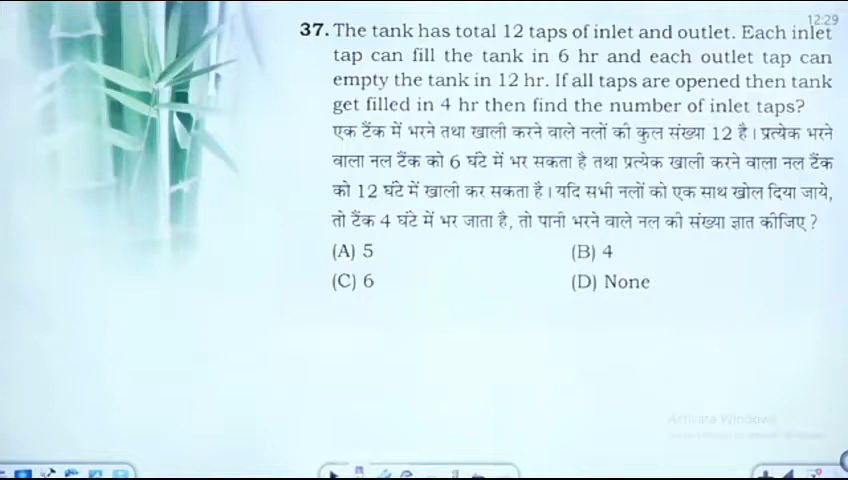 12:29
37. The tank has total 12 taps of inlet and outlet. Each inlet
tap can fill the tank in 6 hr and each outlet tap can
empty the tank in 12 hr. If all taps are opened then tank
get filled in 4 hr then find the number of inlet taps?
एक टैंक में भरने तथा खाली करने वाले नलों की कुल संख्या 12 है। प्रत्येक भरने
वाला नल टैंक को 6 घंटे में भर सकता है तथा प्रत्येक खाली करने वाला नल टैंक
को 12 घंटे में खाली कर सकता है। यदि सभी नलों को एक साथ खोल दिया जाये,
तो टैंक 4 घंटे में भर जाता है, तो पानी भरने वाले नल की संख्या ज्ञात कीजिए ?
(A) 5 (B) 4
(C) 6 (D) None
Activate Windows